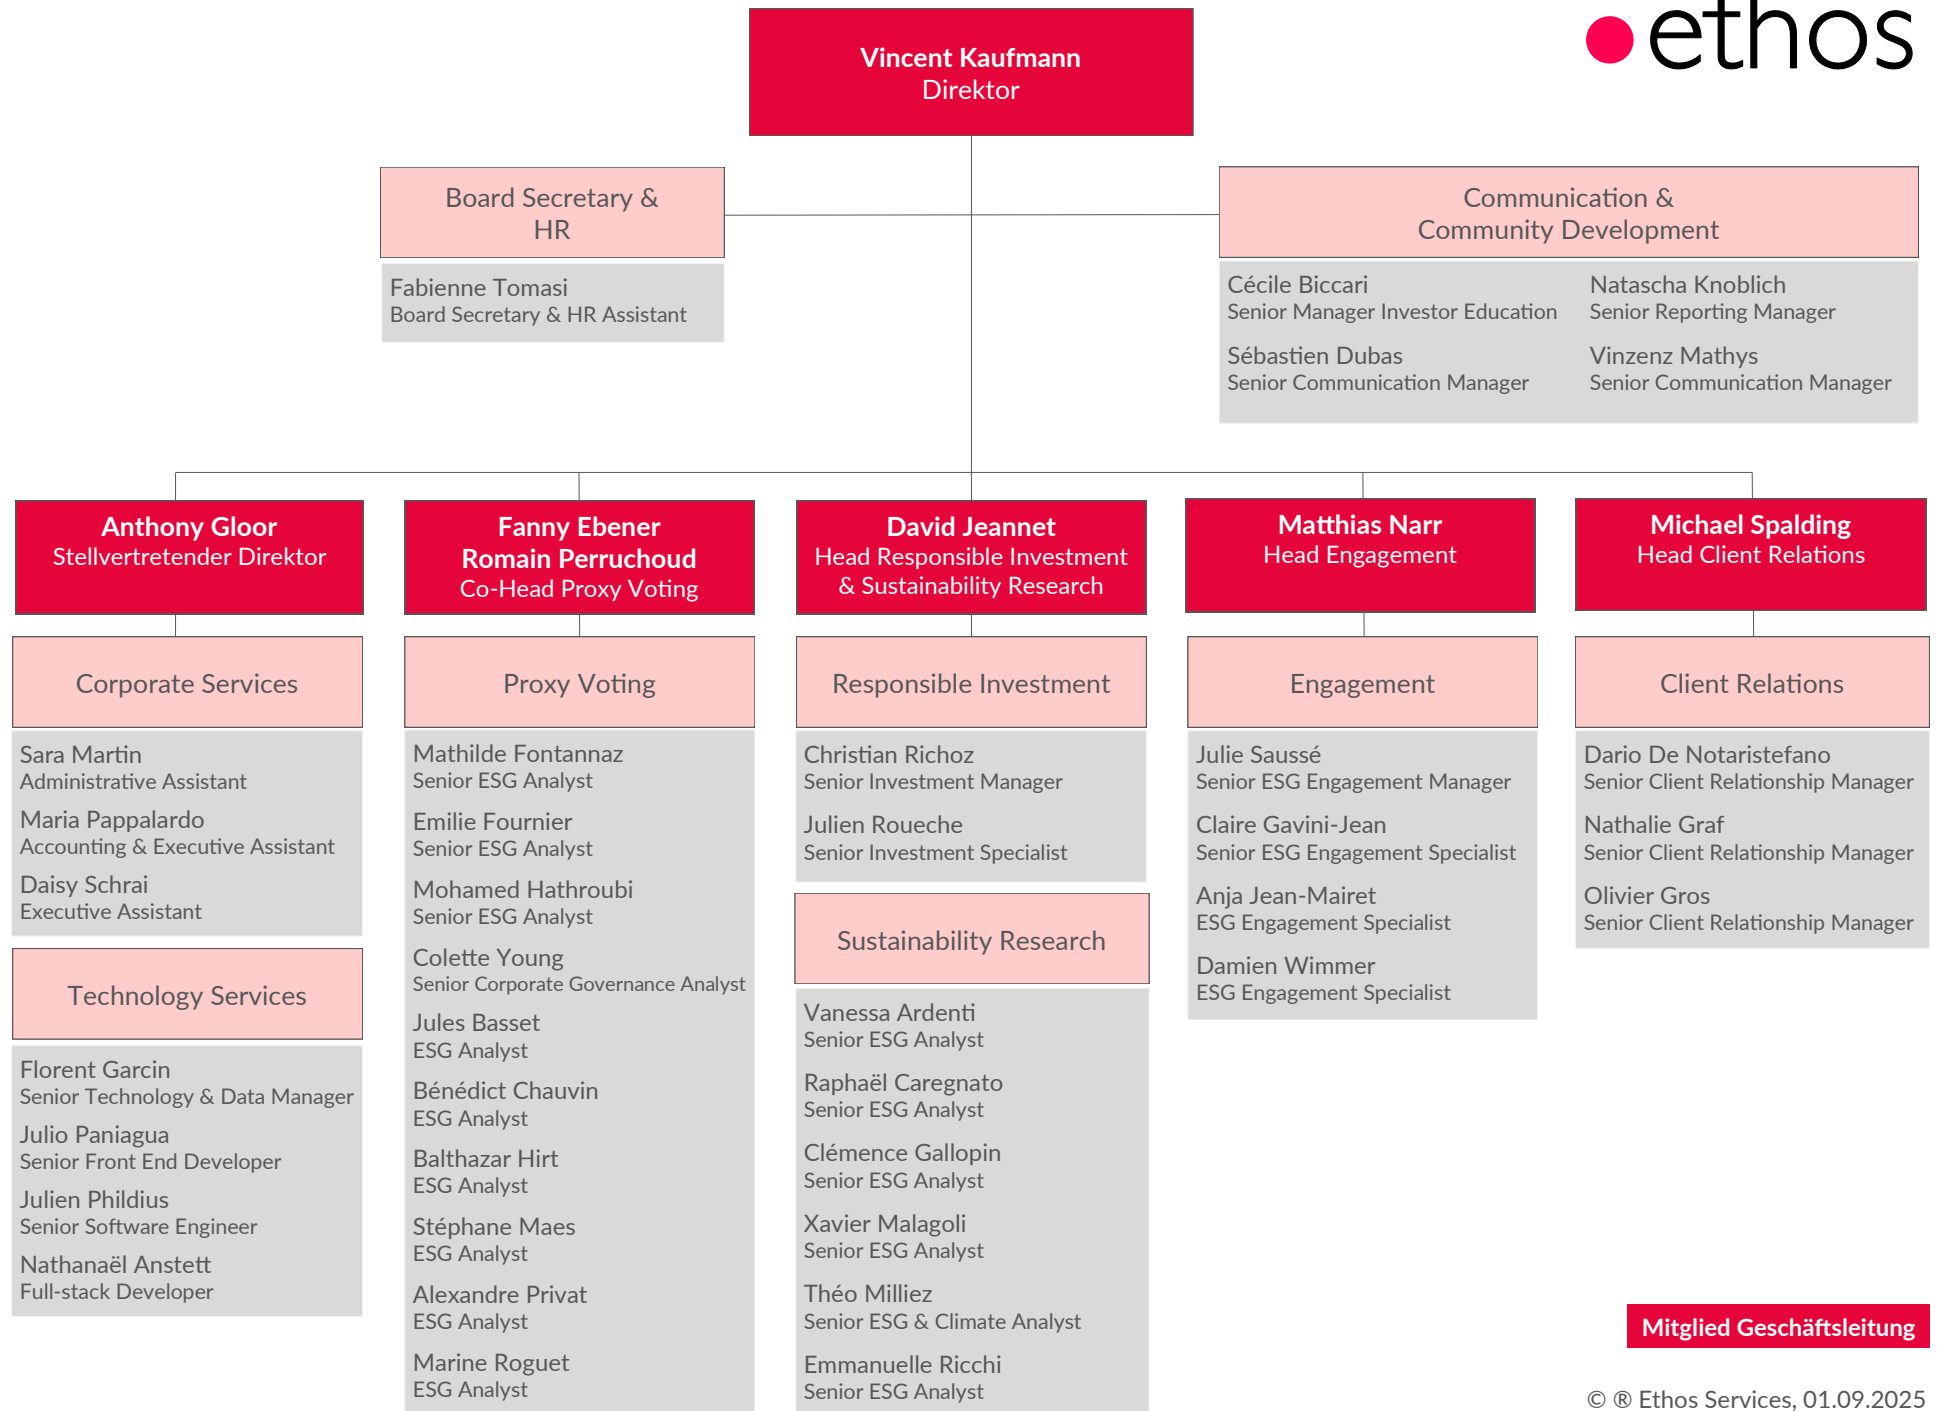 ethos
Vincent Kaufmann
Direktor
Board Secretary &
HR
Fabienne Tomasi
Board Secretary & HR Assistant
Communication &
Community Development
Cécile Biccari
Senior Manager Investor Education
Natascha Knoblich
Senior Reporting Manager
Sébastien Dubas
Senior Communication Manager
Vinzenz Mathys
Senior Communication Manager
Anthony Gloor
Stellvertretender Direktor
Corporate Services
Sara Martin
Administrative Assistant
Maria Pappalardo
Accounting & Executive Assistant
Daisy Schrai
Executive Assistant
Technology Services
Florent Garcin
Senior Technology & Data Manager
Julio Paniagua
Senior Front End Developer
Julien Phildius
Senior Software Engineer
Nathanaël Anstett
Full-stack Developer
Fanny Ebener
Romain Perruchoud
Co-Head Proxy Voting
Proxy Voting
Mathilde Fontannaz
Senior ESG Analyst
Emilie Fournier
Senior ESG Analyst
Mohamed Hathroubi
Senior ESG Analyst
Colette Young
Senior Corporate Governance Analyst
Jules Basset
ESG Analyst
Bénédict Chauvin
ESG Analyst
Balthazar Hirt
ESG Analyst
Stéphane Maes
ESG Analyst
Alexandre Privat
ESG Analyst
Marine Roguet
ESG Analyst
David Jeannet
Head Responsible Investment
& Sustainability Research
Responsible Investment
Christian Richoz
Senior Investment Manager
Julien Roueche
Senior Investment Specialist
Sustainability Research
Vanessa Ardenti
Senior ESG Analyst
Raphaël Caregnato
Senior ESG Analyst
Clémence Gallopin
Senior ESG Analyst
Xavier Malagoli
Senior ESG Analyst
Théo Milliez
Senior ESG & Climate Analyst
Emmanuelle Ricchi
Senior ESG Analyst
Matthias Narr
Head Engagement
Engagement
Julie Saussé
Senior ESG Engagement Manager
Claire Gavini-Jean
Senior ESG Engagement Specialist
Anja Jean-Mairet
ESG Engagement Specialist
Damien Wimmer
ESG Engagement Specialist
Michael Spalding
Head Client Relations
Client Relations
Dario De Notaristefano
Senior Client Relationship Manager
Nathalie Graf
Senior Client Relationship Manager
Olivier Gros
Senior Client Relationship Manager
Mitglied Geschäftsleitung
© ® Ethos Services, 01.09.2025